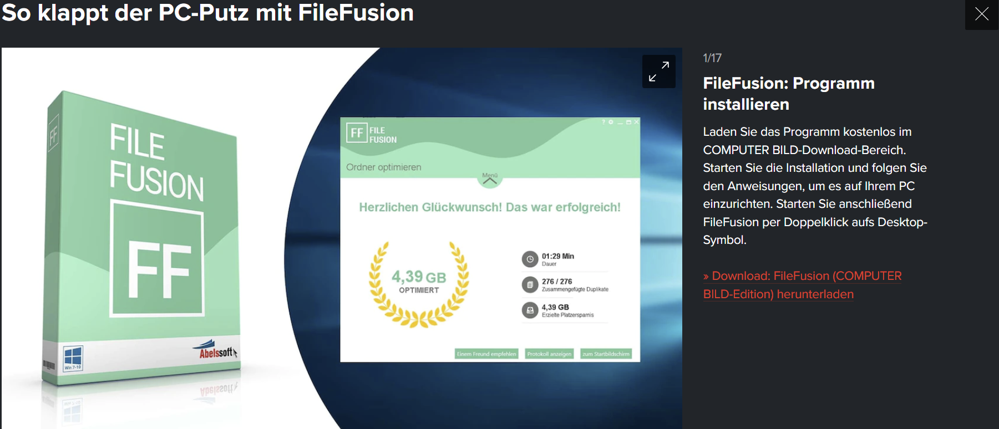 So klappt der PC-Putz mit FileFusion
FILE
FUSION
FF
FF
Win 7-10
Abelssoft
FF FILE
FUSION
Ordner optimieren
Menü
Herzlichen Glückwunsch! Das war erfolgreich!
4,39 GB
OPTIMIERT
01:29 Min
Dauer
276 / 276
Zusammengefügte Duplikate
4,39 GB
Erzielte Platzersparnis
Einem Freund empfehlen
Protokoll anzeigen
zum Startbildschirm
1/17
FileFusion: Programm
installieren
Laden Sie das Programm kostenlos im
COMPUTER BILD-Download-Bereich.
Starten Sie die Installation und folgen Sie
den Anweisungen, um es auf Ihrem PC
einzurichten. Starten Sie anschließend
FileFusion per Doppelklick aufs Desktop-
Symbol.
» Download: FileFusion (COMPUTER
BILD-Edition) herunterladen